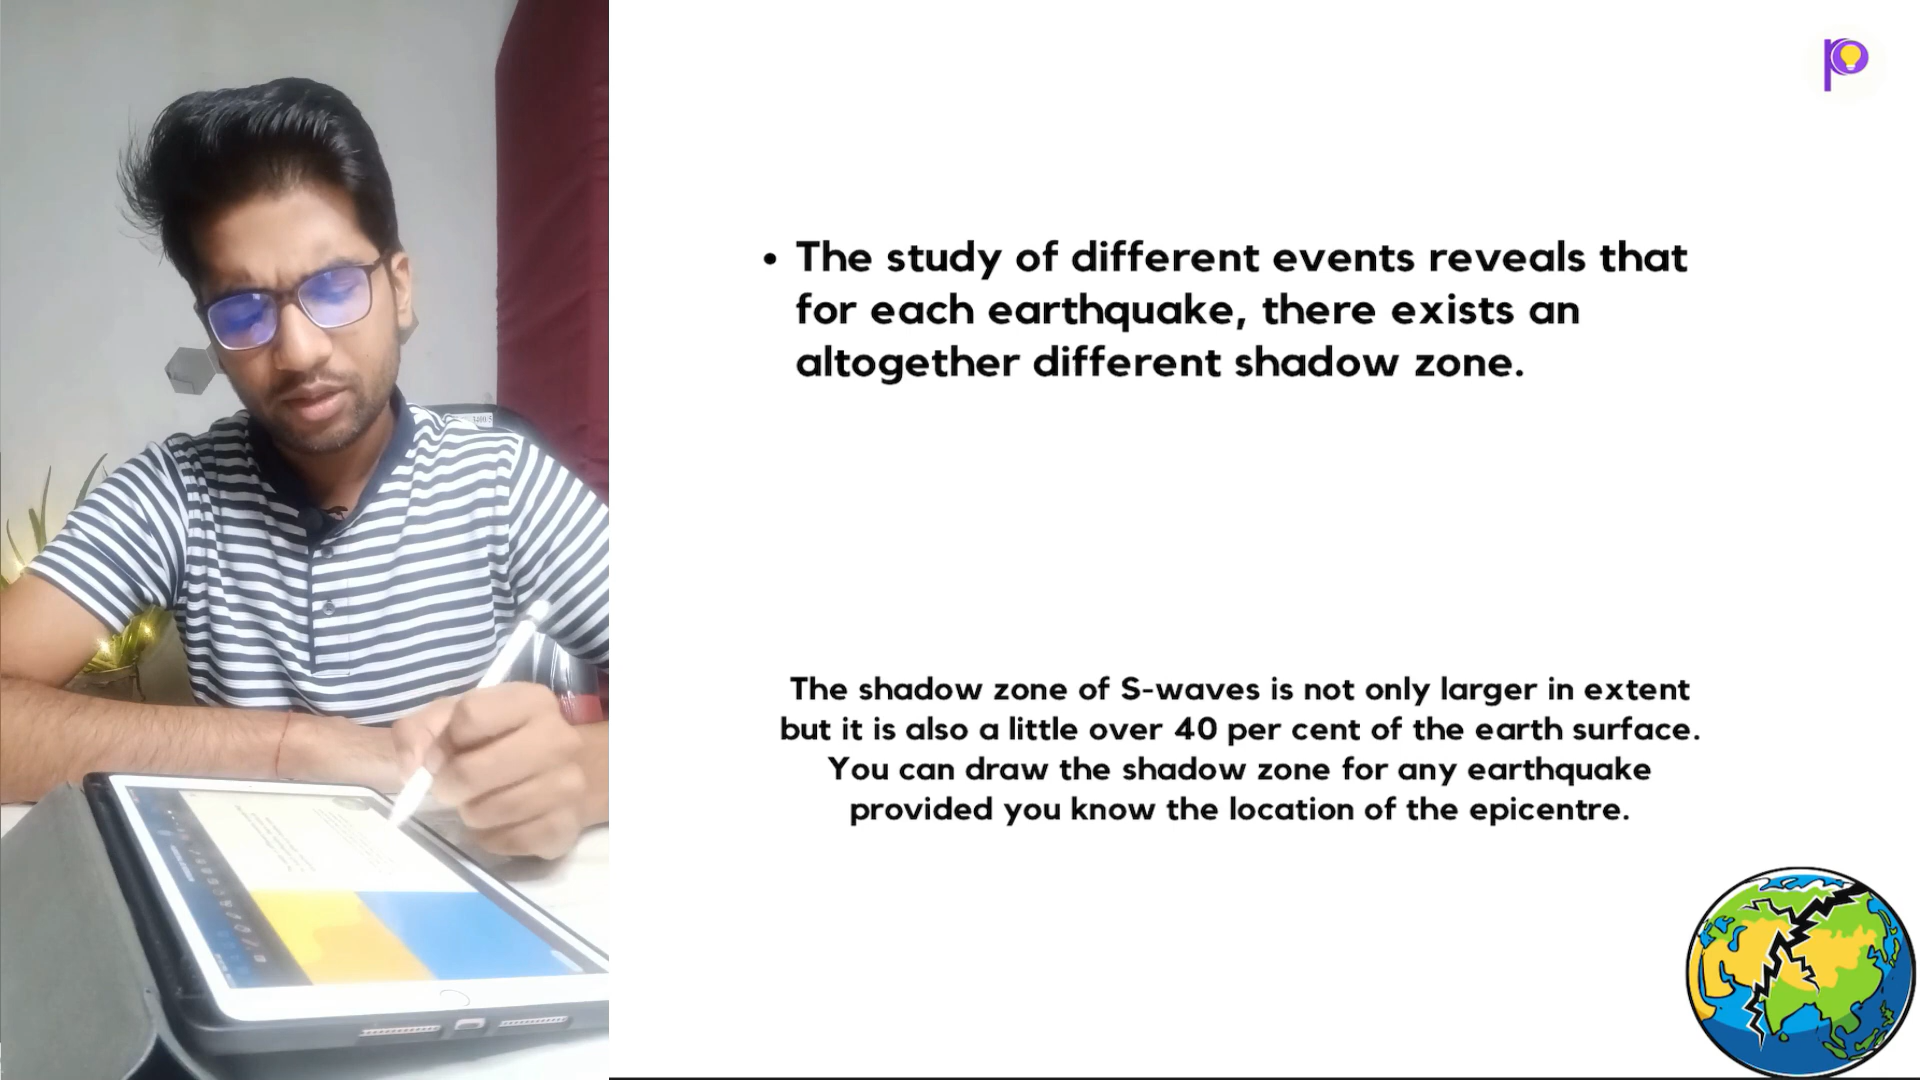 • The study of different events reveals that
for each earthquake, there exists an
altogether different shadow zone.
The shadow zone of S-waves is not only larger in extent
but it is also a little over 40 per cent of the earth surface.
You can draw the shadow zone for any earthquake
provided you know the location of the epicentre.